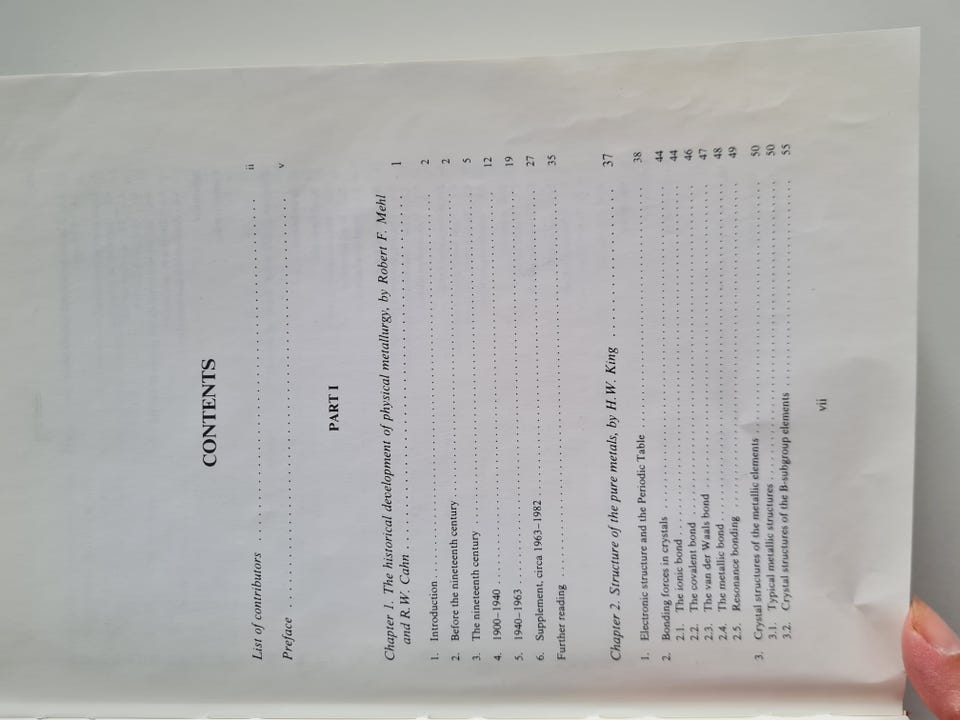 CONTENTS
List of contributors . . . . . . . . . . . . . . . . . . . . ii
Preface . . . . . . . . . . . . . . . . . . . . v
PART I
Chapter 1. The historical development of physical metallurgy, by Robert F. Mehl
and R.W. Cahn . . . . . . . . . . . . . . . . . . . . 1
1. Introduction . . . . . . . . . . . . . . . . . . . . 2
2. Before the nineteenth century . . . . . . . . . . . . . . . . . . . . 2
3. The nineteenth century . . . . . . . . . . . . . . . . . . . . 5
4. 1900–1940 . . . . . . . . . . . . . . . . . . . . 12
5. 1940–1963 . . . . . . . . . . . . . . . . . . . . 19
6. Supplement, circa 1963–1982 . . . . . . . . . . . . . . . . . . . . 27
Further reading . . . . . . . . . . . . . . . . . . . . 35
Chapter 2. Structure of the pure metals, by H.W. King . . . . . . . . . . 37
1. Electronic structure and the Periodic Table . . . . . . . . . . . . . . . . . . . . 38
2. Bonding forces in crystals . . . . . . . . . . . . . . . . . . . . 44
2.1. The ionic bond . . . . . . . . . . . . . . . . . . . . 44
2.2. The covalent bond . . . . . . . . . . . . . . . . . . . . 46
2.3. The van der Waals bond . . . . . . . . . . . . . . . . . . . . 47
2.4. The metallic bond . . . . . . . . . . . . . . . . . . . . 48
2.5. Resonance bonding . . . . . . . . . . . . . . . . . . . . 49
3. Crystal structures of the metallic elements . . . . . . . . . . . . . . . . . . . . 50
3.1. Typical metallic structures . . . . . . . . . . . . . . . . . . . . 50
3.2. Crystal structures of the B-subgroup elements . . . . . . . . . . . . . . . . . . . . 55
vii